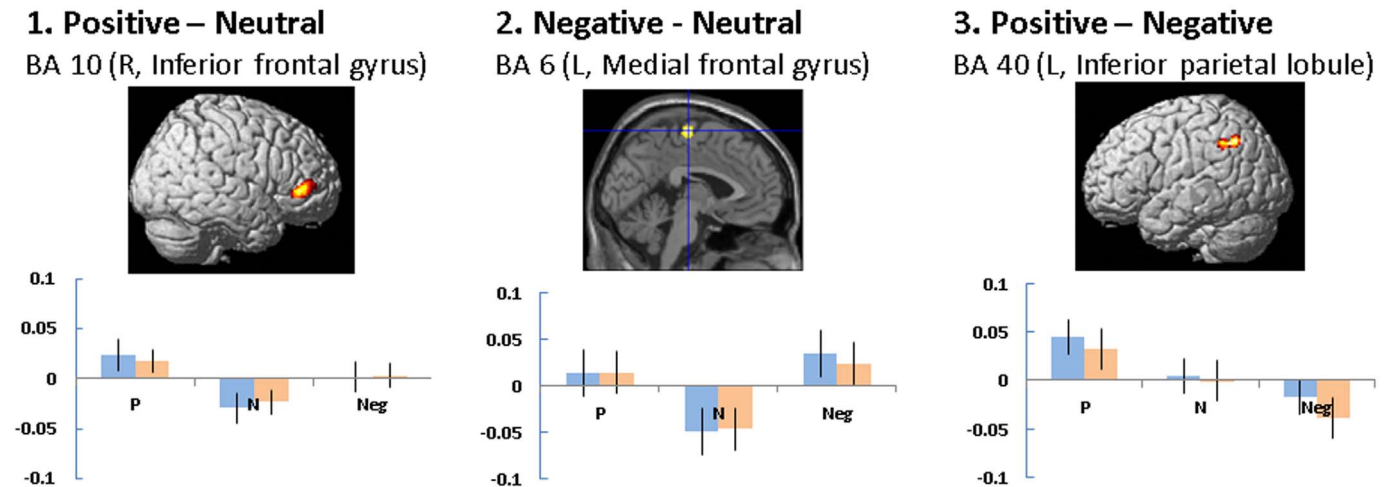 1. Positive – Neutral
BA 10 (R, Inferior frontal gyrus)
0.1
0.05
0
-0.05
-0.1
P
N
Neg
2. Negative - Neutral
BA 6 (L, Medial frontal gyrus)
0.1
0.05
0
-0.05
-0.1
P
N
Neg
3. Positive – Negative
BA 40 (L, Inferior parietal lobule)
0.1
0.05
0
-0.05
-0.1
P
N
Neg